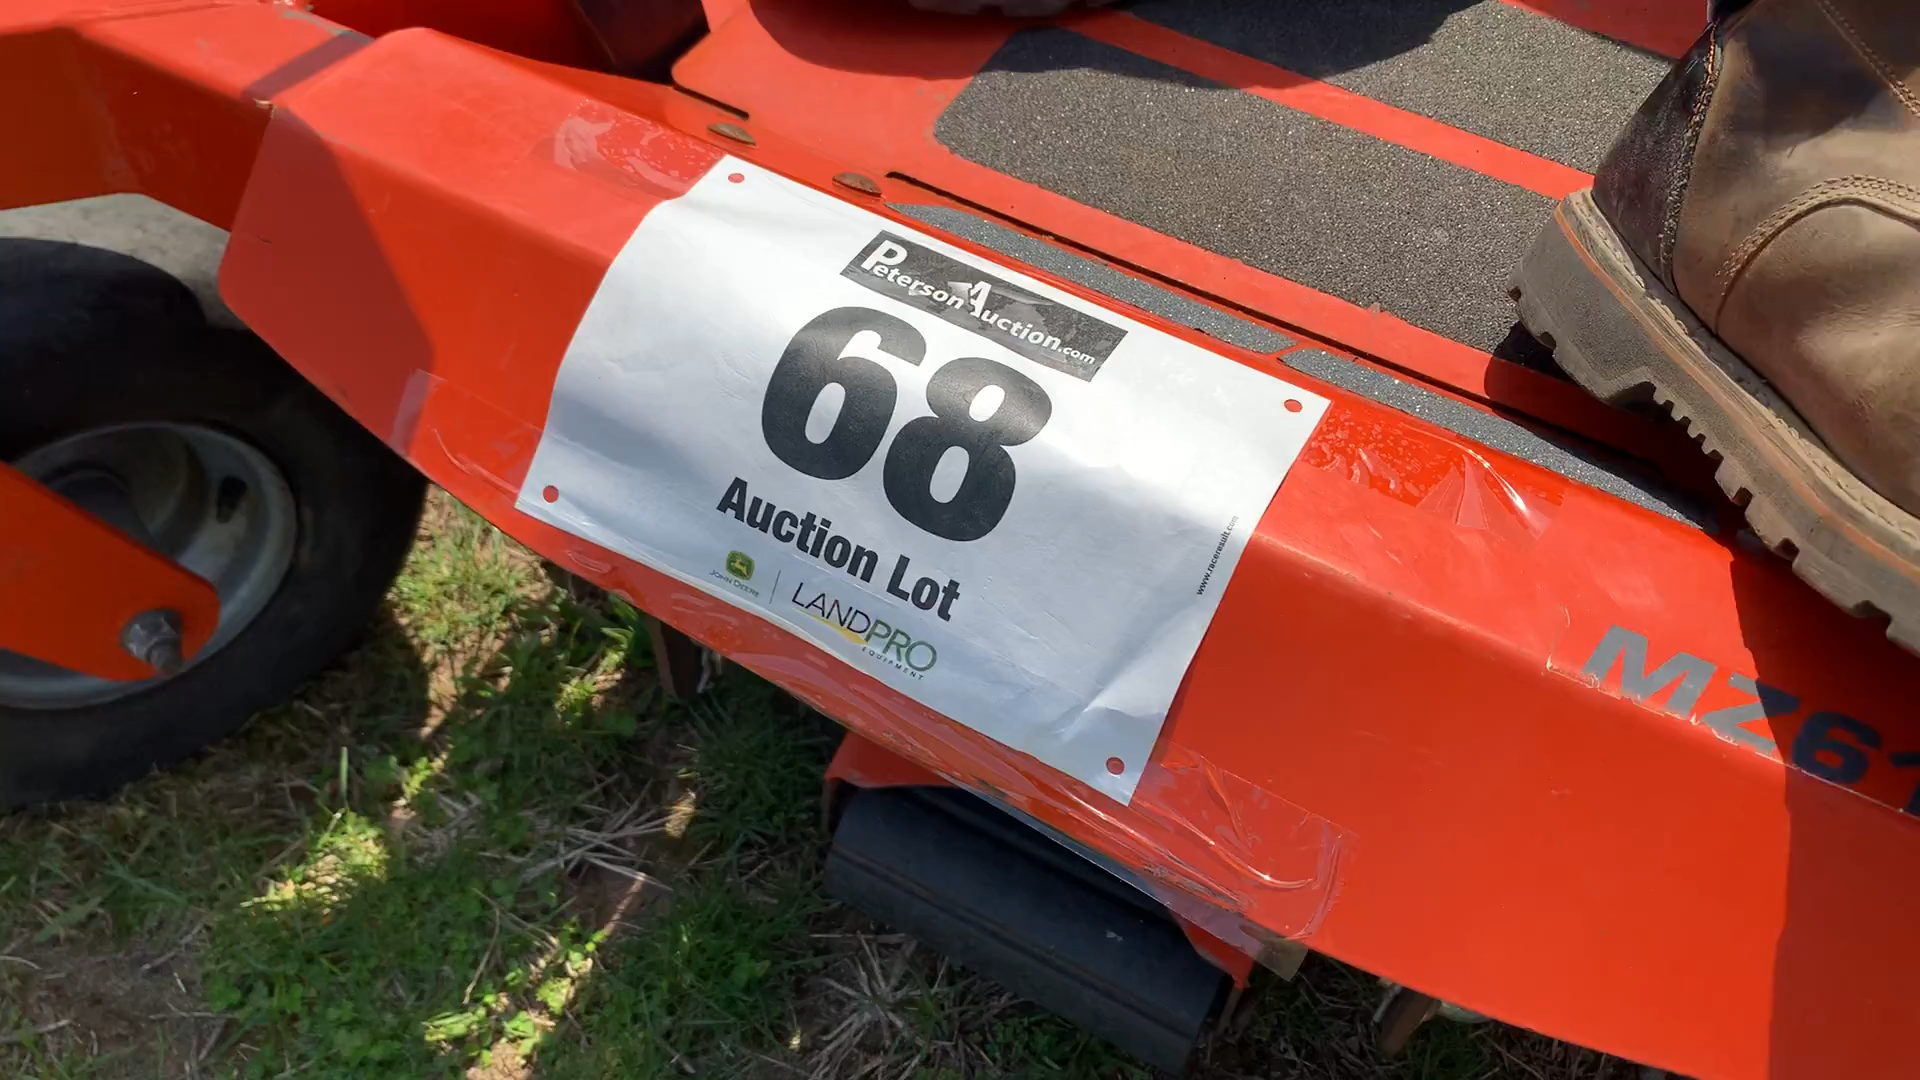 PetersonAuction.com
68
Auction Lot
JOHN DEERE
LANDPRO
EQUIPMENT
www.raceresult.com
MZ61